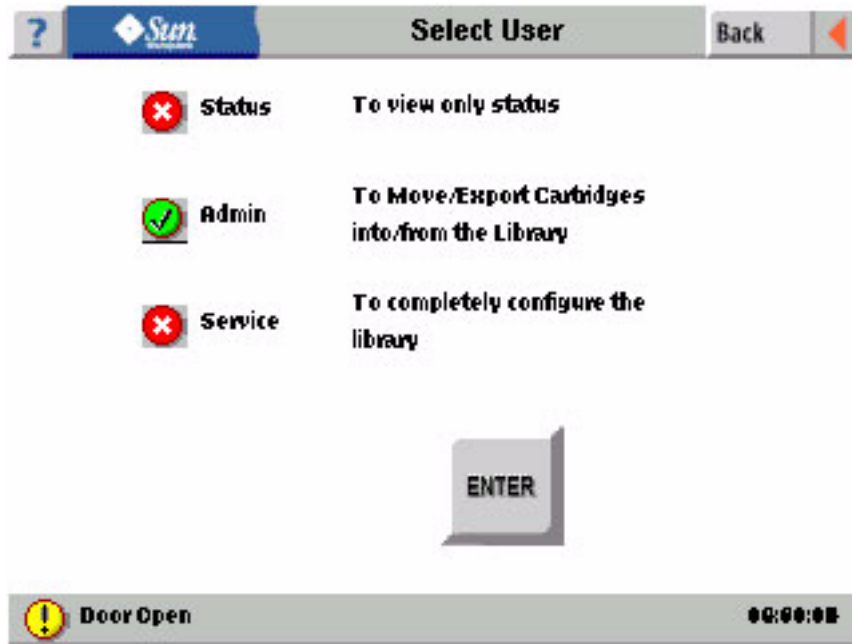 ?
Sun
Select User
Back
Status
To view only status
Admin
To Move/Export Cartridges
into/from the Library
Service
To completely configure the
library
ENTER
! Door Open